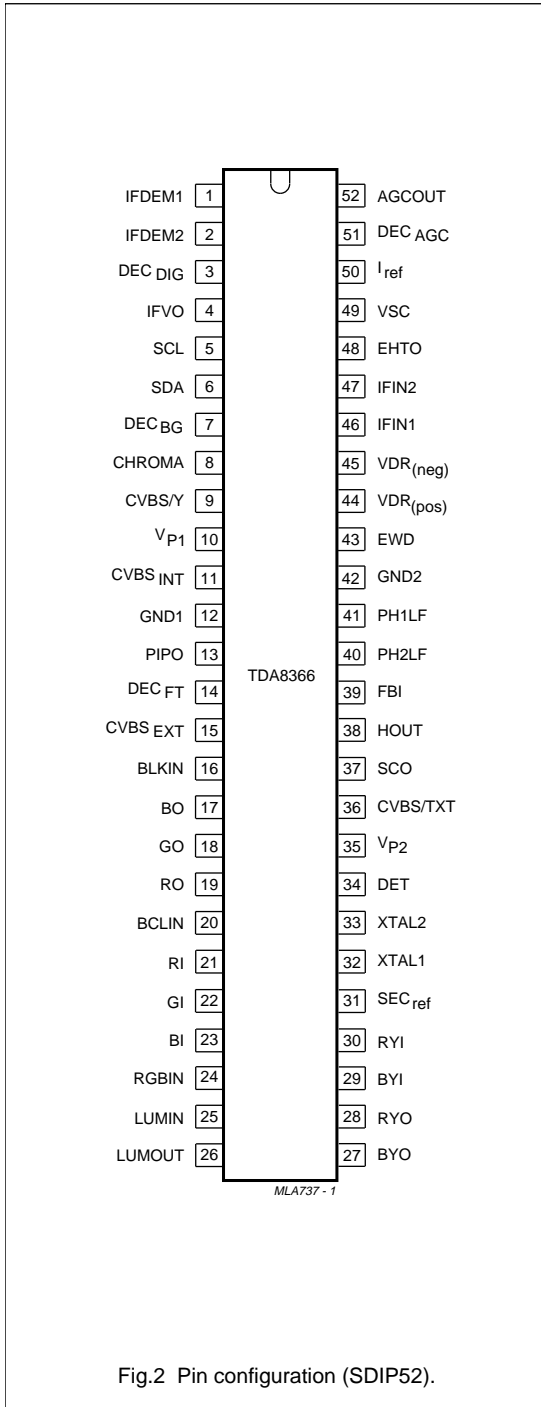 IFDEM1 1 52 AGCOUT
IFDEM2 2 51 DEC AGC
DEC DIG 3 50 Iref
IFVO 4 49 VSC
SCL 5 48 EHTO
SDA 6 47 IFIN2
DEC BG 7 46 IFIN1
CHROMA 8 45 VDR(neg)
CVBS/Y 9 44 VDR(pos)
VP1 10 43 EWD
CVBS INT 11 42 GND2
GND1 12 41 PH1LF
PIPO 13 40 PH2LF
TDA8366
DEC FT 14 39 FBI
CVBS EXT 15 38 HOUT
BLKIN 16 37 SCO
BO 17 36 CVBS/TXT
GO 18 35 VP2
RO 19 34 DET
BCLIN 20 33 XTAL2
RI 21 32 XTAL1
GI 22 31 SECref
BI 23 30 RYI
RGBIN 24 29 BYI
LUMIN 25 28 RYO
LUMOUT 26 27 BYO
MLA737 - 1
Fig.2 Pin configuration (SDIP52).